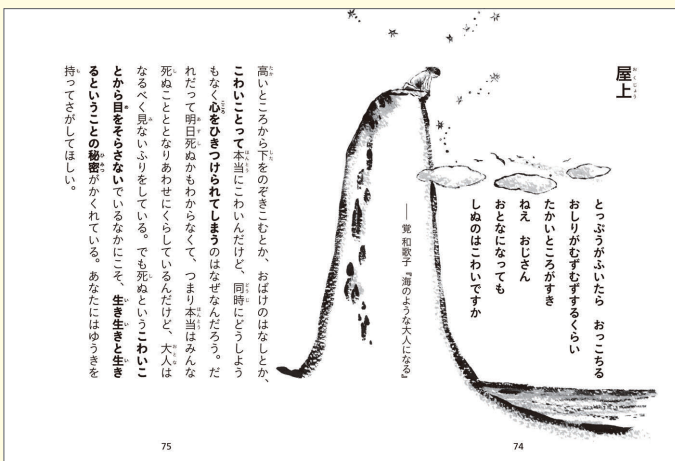 屋上
おくじょう
とっぷうがふいたら　おっこちる
おしりがむずむずするくらい
たかいところがすき
ねえ　おじさん
おとなになっても
しぬのはこわいですか
── 覚 和歌子『海のような大人になる』
74
高いところから下をのぞきこむとか、おばけのはなしとか、
こわいことって本当にこわいんだけど、同時にどうしよう
もなく心をひきつけられてしまうのはなぜなんだろう。だ
れだって明日死ぬかもわからなくて、つまり本当はみんな
死ぬことととなりあわせにくらしているんだけど、大人は
なるべく見ないふりをしている。でも死ぬというこわいこ
とから目をそらさないでいるなかにこそ、生き生きと生き
るということの秘密がかくれている。あなたにはゆうきを
持ってさがしてほしい。
75